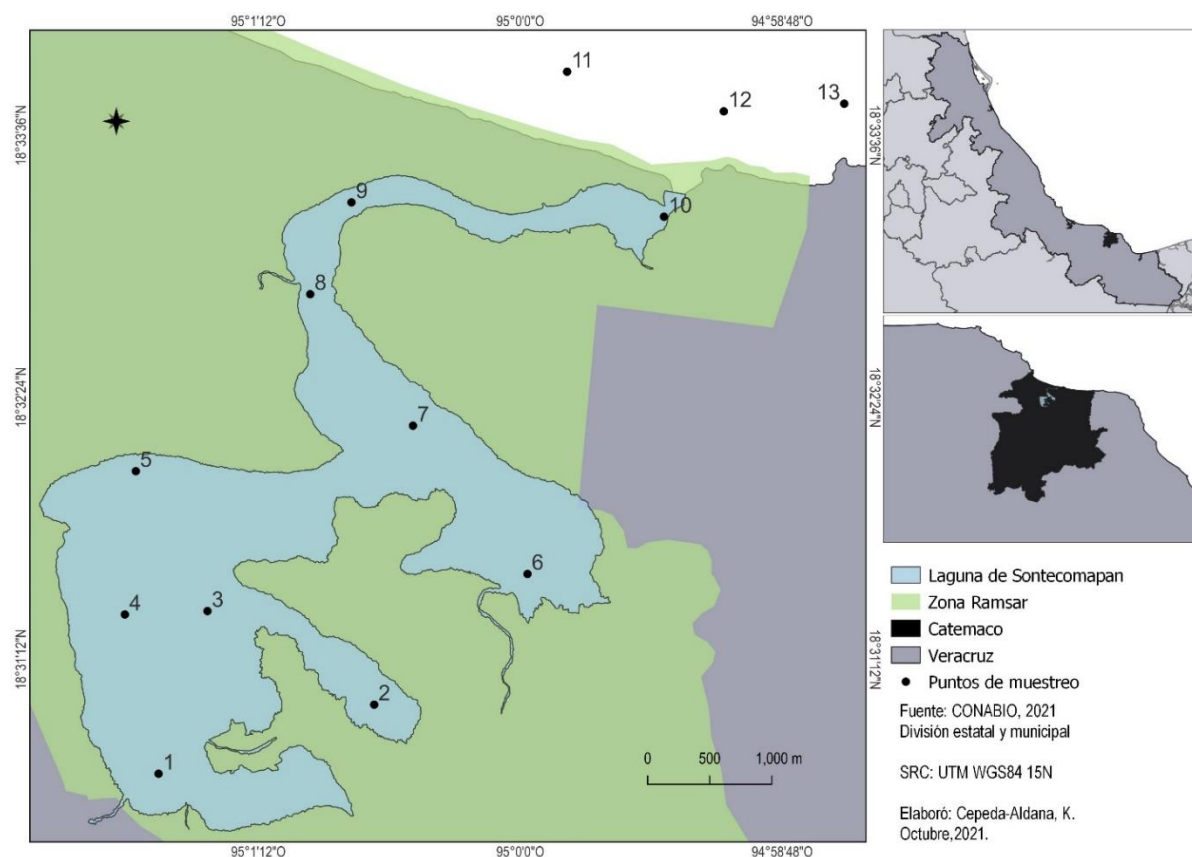 95°1'12"O
95°0'0"O
94°58'48"O
18°33'36"N
18°33'36"N
11
12
13
9
10
8
18°32'24"N
18°32'24"N
7
5
6
4
3
18°31'12"N
18°31'12"N
2
1
0
500
1,000 m
95°1'12"O
95°0'0"O
94°58'48"O
Laguna de Sontecomapan
Zona Ramsar
Catemaco
Veracruz
Puntos de muestreo
Fuente: CONABIO, 2021
División estatal y municipal
SRC: UTM WGS84 15N
Elaboró: Cepeda-Aldana, K.
Octubre,2021.